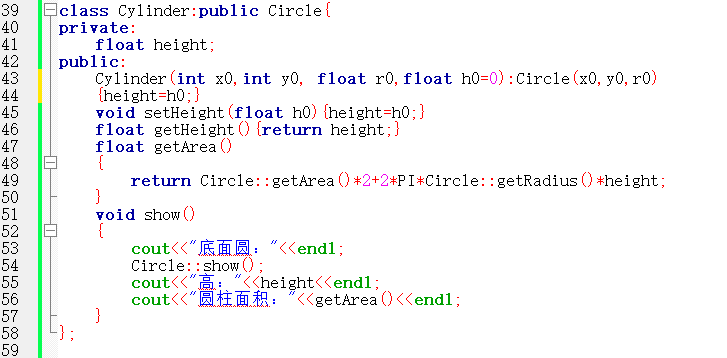 39 class Cylinder:public Circle{
40 private:
41     float height;
42 public:
43     Cylinder(int x0,int y0, float r0,float h0=0):Circle(x0,y0,r0)
44     {height=h0;}
45     void setHeight(float h0){height=h0;}
46     float getHeight(){return height;}
47     float getArea()
48     {
49         return Circle::getArea()*2+2*PI*Circle::getRadius()*height;
50     }
51     void show()
52     {
53         cout<<"底面圆："<<endl;
54         Circle::show();
55         cout<<"高："<<height<<endl;
56         cout<<"圆柱面积："<<getArea()<<endl;
57     }
58 };
59